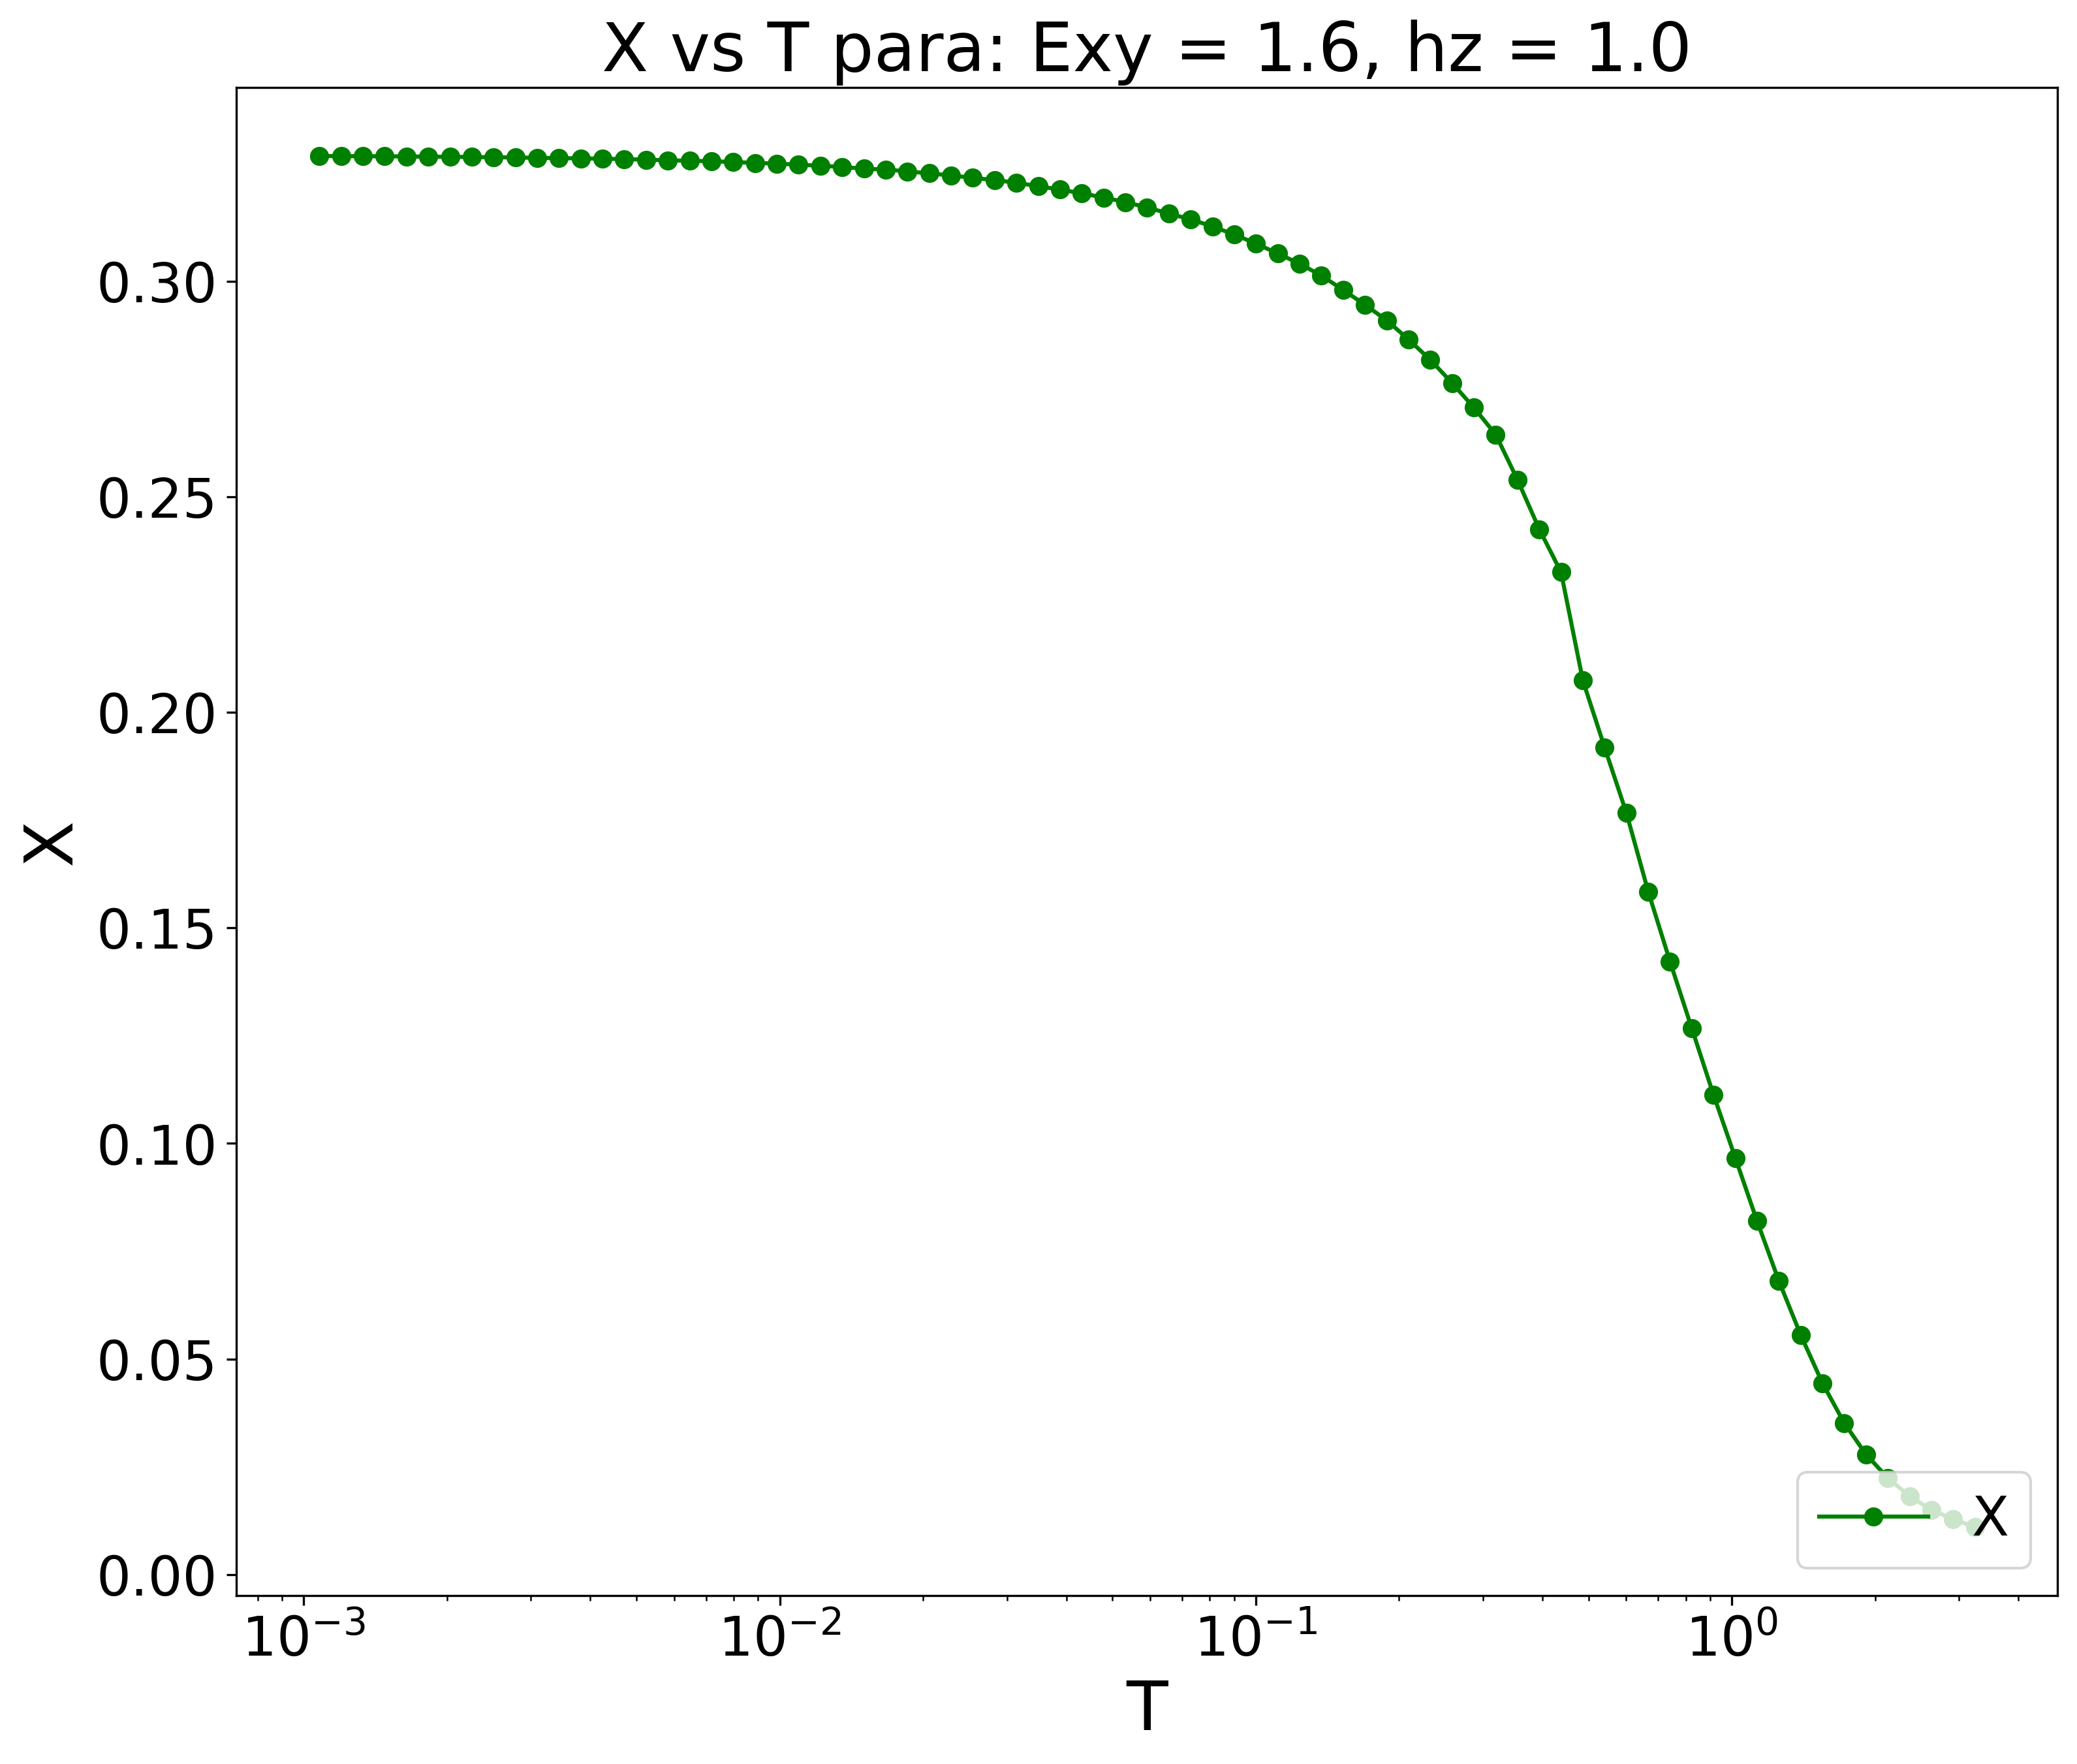 X vs T para: Exy = 1.6, hz = 1.0
X
0.30
0.25
0.20
0.15
0.10
0.05
0.00
X
10⁻³ 10⁻² 10⁻¹ 10⁰
T